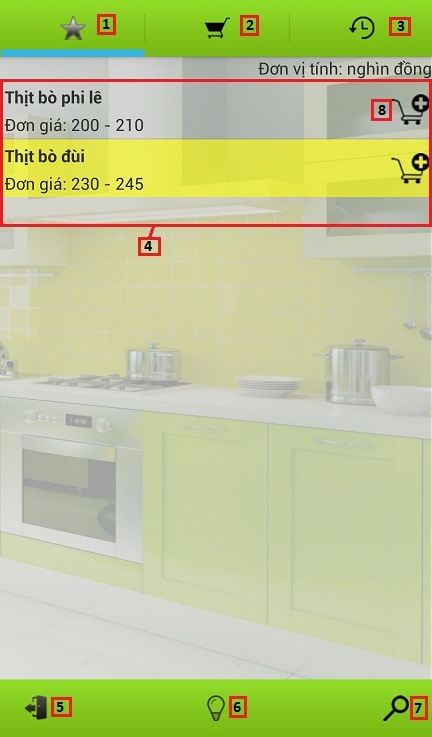 1
2
3
Đơn vị tính: nghìn đồng
Thịt bò phi lê
8
Đơn giá: 200 - 210
Thịt bò đùi
Đơn giá: 230 - 245
4
5
6
7